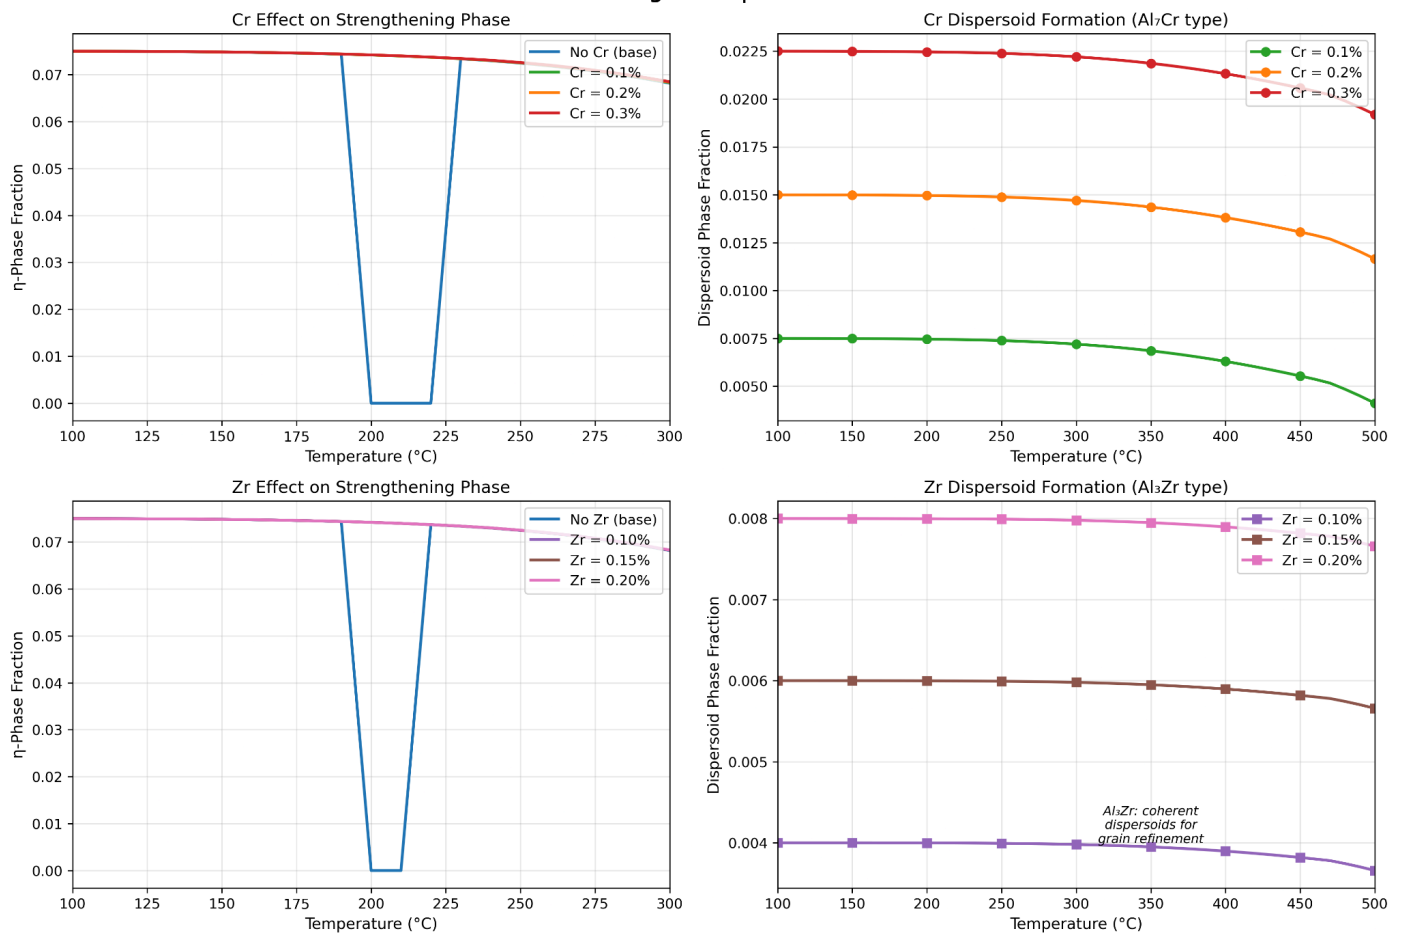 Cr Effect on Strengthening Phase
η-Phase Fraction
0.07
0.06
0.05
0.04
0.03
0.02
0.01
0.00
No Cr (base)
Cr = 0.1%
Cr = 0.2%
Cr = 0.3%
100 125 150 175 200 225 250 275 300
Temperature (°C)
Cr Dispersoid Formation (Al₇Cr type)
Dispersoid Phase Fraction
0.0225
0.0200
0.0175
0.0150
0.0125
0.0100
0.0075
0.0050
Cr = 0.1%
Cr = 0.2%
Cr = 0.3%
100 150 200 250 300 350 400 450 500
Temperature (°C)
Zr Effect on Strengthening Phase
η-Phase Fraction
0.07
0.06
0.05
0.04
0.03
0.02
0.01
0.00
No Zr (base)
Zr = 0.10%
Zr = 0.15%
Zr = 0.20%
100 125 150 175 200 225 250 275 300
Temperature (°C)
Zr Dispersoid Formation (Al₃Zr type)
Dispersoid Phase Fraction
0.008
0.007
0.006
0.005
0.004
Zr = 0.10%
Zr = 0.15%
Zr = 0.20%
Al₃Zr: coherent
dispersoids for
grain refinement
100 150 200 250 300 350 400 450 500
Temperature (°C)